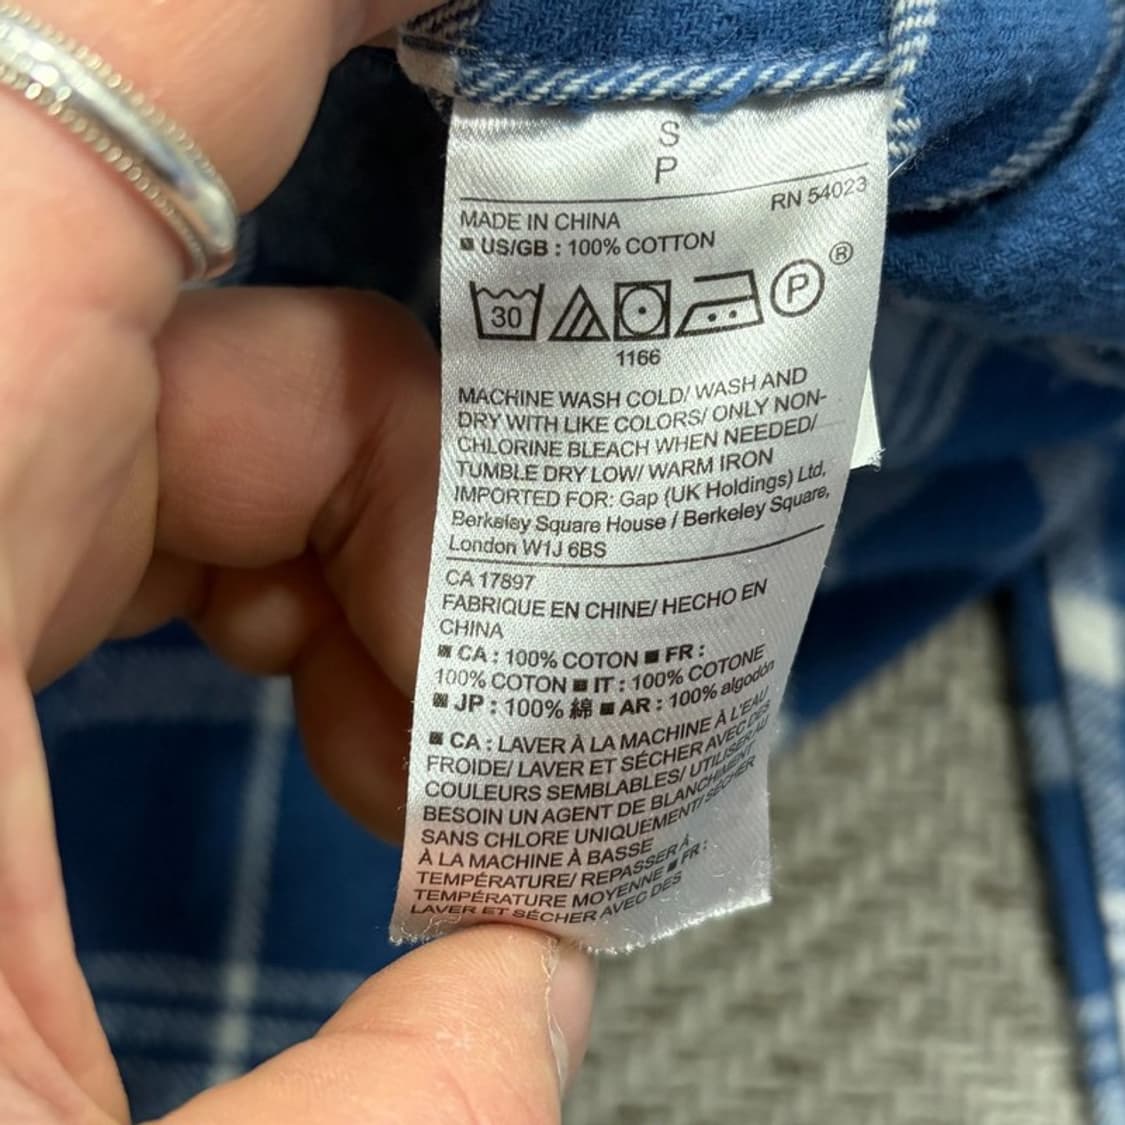 S
P
RN 54023
MADE IN CHINA
■ US/GB : 100% COTTON
30
P ®
1166
MACHINE WASH COLD/ WASH AND
DRY WITH LIKE COLORS/ ONLY NON-
CHLORINE BLEACH WHEN NEEDED/
TUMBLE DRY LOW/ WARM IRON
IMPORTED FOR: Gap (UK Holdings) Ltd,
Berkeley Square House / Berkeley Square,
London W1J 6BS
CA 17897
FABRIQUE EN CHINE/ HECHO EN
CHINA
■ CA : 100% COTON ■ FR :
100% COTON ■ IT : 100% COTONE
■ JP : 100% 綿 ■ AR : 100% algodón
■ CA : LAVER À LA MACHINE À L'EAU
FROIDE/ LAVER ET SÉCHER AVEC DES
COULEURS SEMBLABLES/ UTILISER AU
BESOIN UN AGENT DE BLANCHIMENT
SANS CHLORE UNIQUEMENT/ SÉCHER
À LA MACHINE À BASSE
TEMPÉRATURE/ REPASSER À
TEMPÉRATURE MOYENNE ■ FR :
LAVER ET SÉCHER AVEC DES